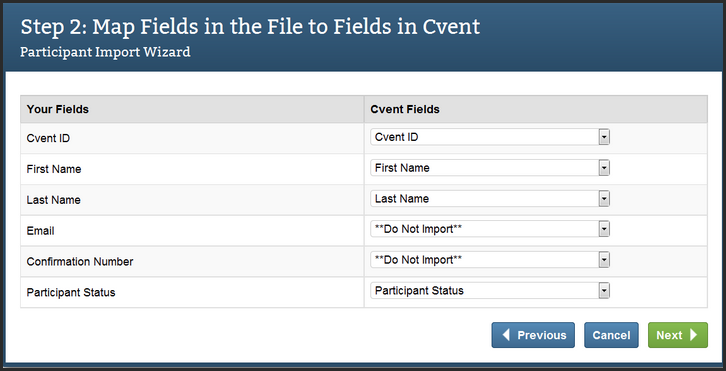 Step 2: Map Fields in the File to Fields in Cvent
Participant Import Wizard
Your Fields Cvent Fields
Cvent ID Cvent ID
First Name First Name
Last Name Last Name
Email **Do Not Import**
Confirmation Number **Do Not Import**
Participant Status Participant Status
Previous Cancel Next